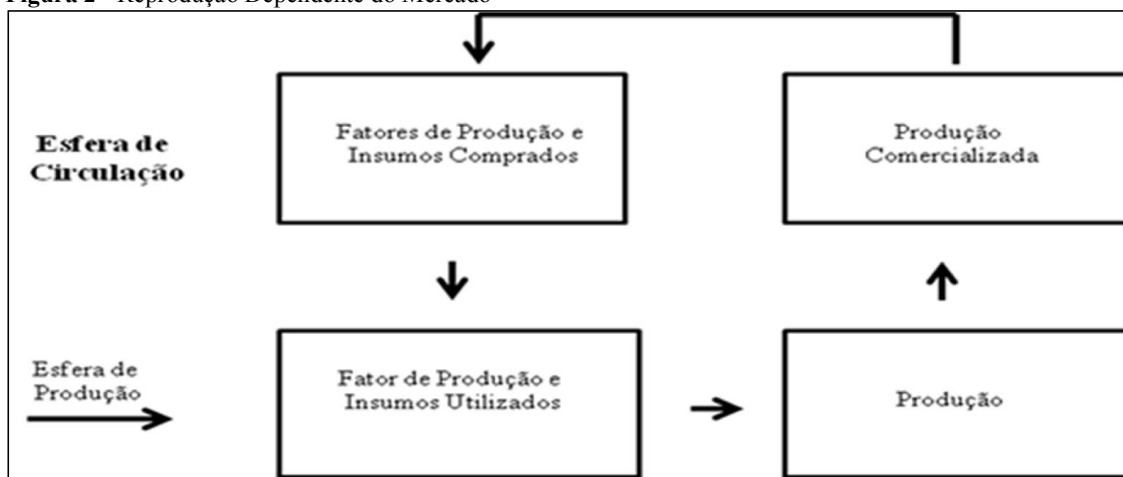 Figura 2 - Reprodução Dependente do Mercado
Esfera de
Circulação
Fatores de Produção e
Insumos Comprados
Produção
Comercializada
Esfera de
Produção
Fator de Produção e
Insumos Utilizados
Produção